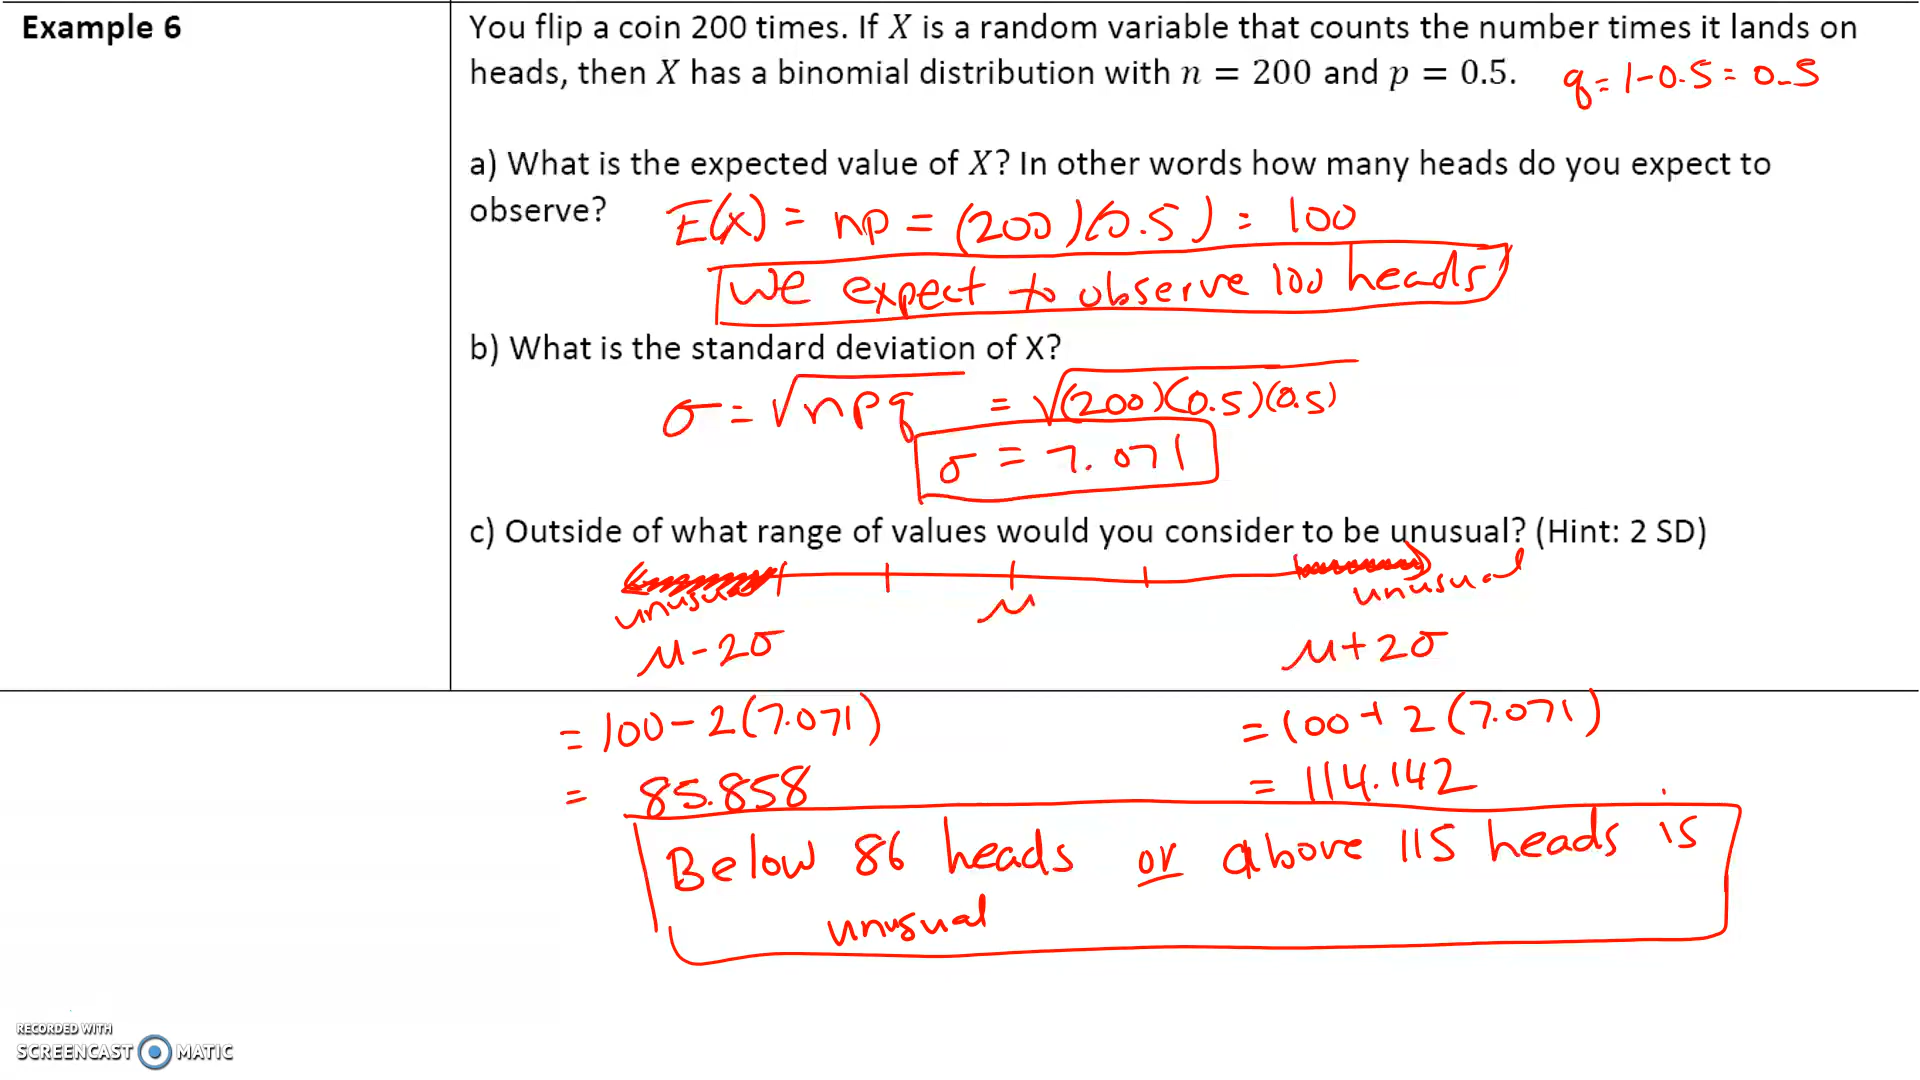 Example 6
You flip a coin 200 times. If X is a random variable that counts the number times it lands on
heads, then X has a binomial distribution with n = 200 and p = 0.5. q = 1-0.5 = 0.5
a) What is the expected value of X? In other words how many heads do you expect to
observe? E(x) = np = (200)(0.5) = 100
We expect to observe 100 heads
b) What is the standard deviation of X?
σ = √npq = √(200)(0.5)(0.5)
σ = 7.071
c) Outside of what range of values would you consider to be unusual? (Hint: 2 SD)
unusual μ unusual
μ-2σ μ+2σ
= 100-2(7.071) = 100+2(7.071)
= 85.858 = 114.142
Below 86 heads or above 115 heads is
unusual
RECORDED WITH
SCREENCAST MATIC